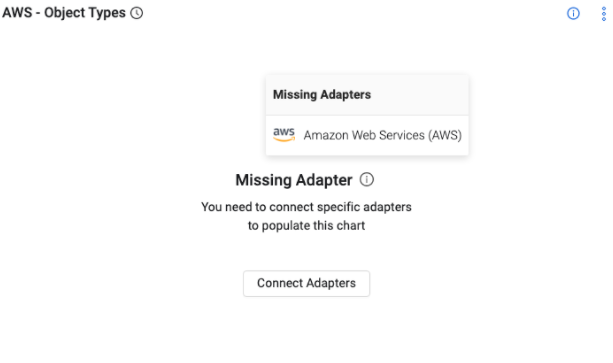 AWS - Object Types
Missing Adapters
aws Amazon Web Services (AWS)
Missing Adapter
You need to connect specific adapters
to populate this chart
Connect Adapters